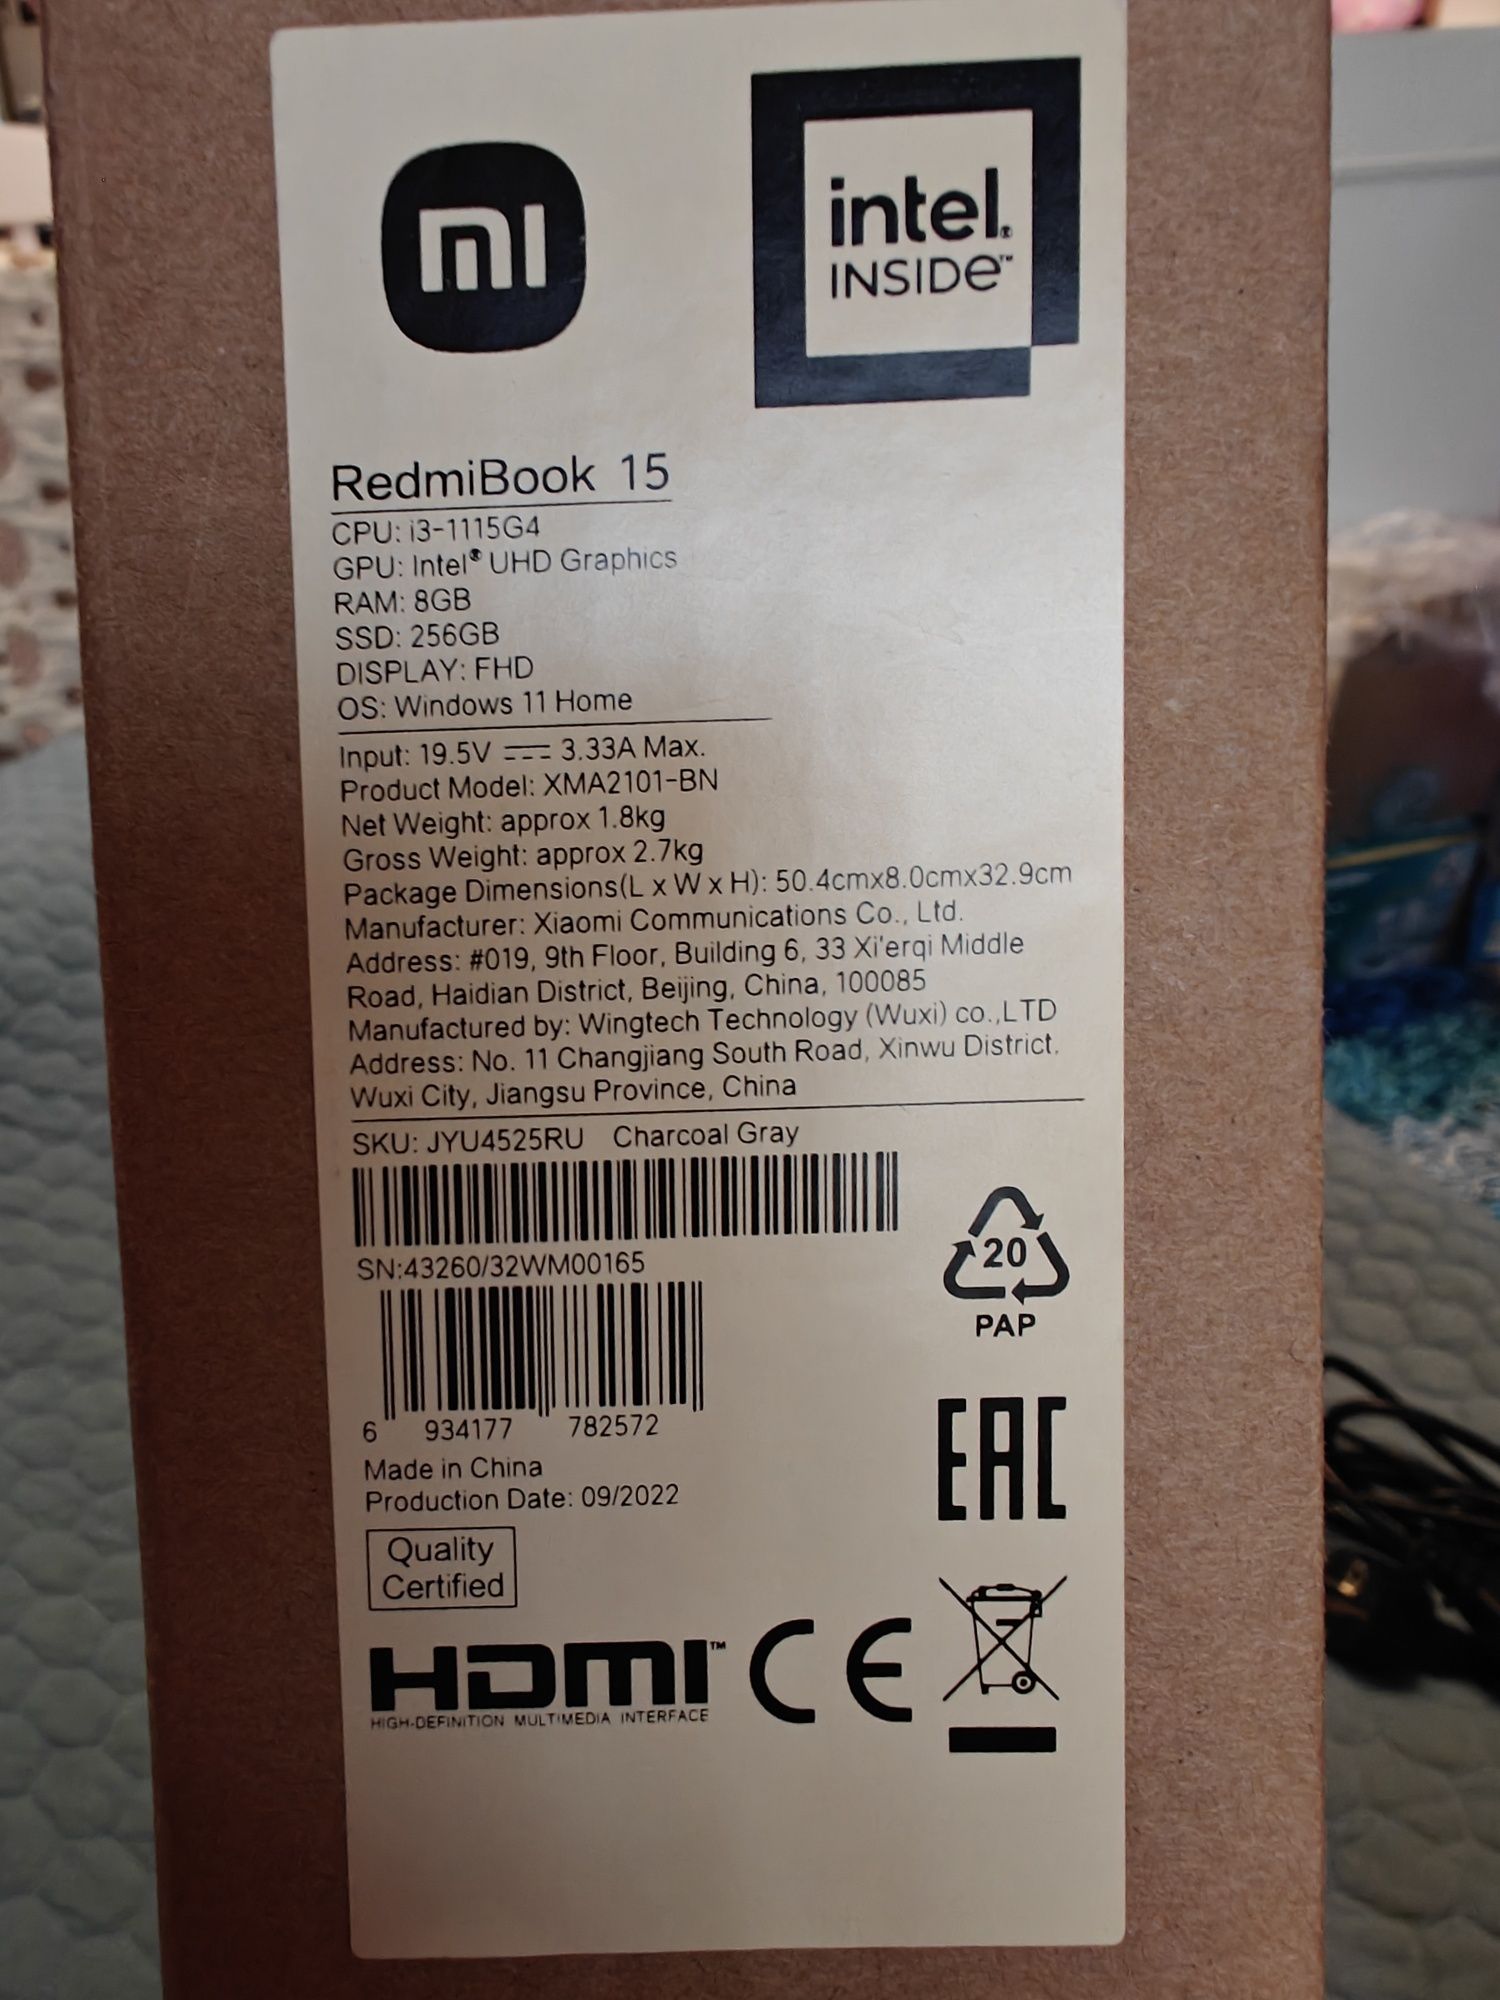 mi
intel.
INSIDE™
RedmiBook 15
CPU: i3-1115G4
GPU: Intel® UHD Graphics
RAM: 8GB
SSD: 256GB
DISPLAY: FHD
OS: Windows 11 Home
Input: 19.5V ⎓ 3.33A Max.
Product Model: XMA2101-BN
Net Weight: approx 1.8kg
Gross Weight: approx 2.7kg
Package Dimensions(L x W x H): 50.4cmx8.0cmx32.9cm
Manufacturer: Xiaomi Communications Co., Ltd.
Address: #019, 9th Floor, Building 6, 33 Xi'erqi Middle
Road, Haidian District, Beijing, China, 100085
Manufactured by: Wingtech Technology (Wuxi) co.,LTD
Address: No. 11 Changjiang South Road, Xinwu District.
Wuxi City, Jiangsu Province, China
SKU: JYU4525RU Charcoal Gray
SN:43260/32WM00165
20
PAP
6 934177 782572
Made in China
Production Date: 09/2022
EAC
Quality
Certified
HDMI™
HIGH-DEFINITION MULTIMEDIA INTERFACE
CE